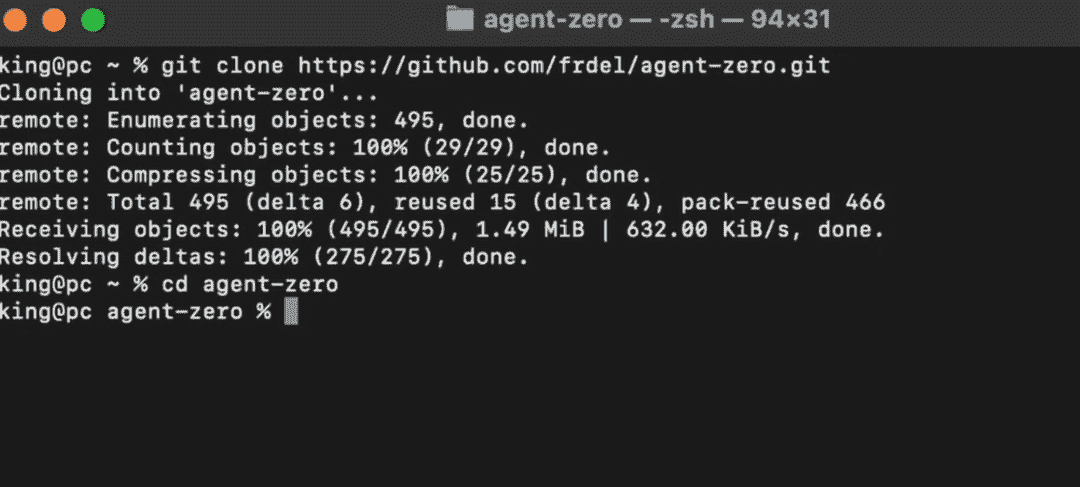 agent-zero — -zsh — 94×31
king@pc ~ % git clone https://github.com/frdel/agent-zero.git
Cloning into 'agent-zero'...
remote: Enumerating objects: 495, done.
remote: Counting objects: 100% (29/29), done.
remote: Compressing objects: 100% (25/25), done.
remote: Total 495 (delta 6), reused 15 (delta 4), pack-reused 466
Receiving objects: 100% (495/495), 1.49 MiB | 632.00 KiB/s, done.
Resolving deltas: 100% (275/275), done.
king@pc ~ % cd agent-zero
king@pc agent-zero %